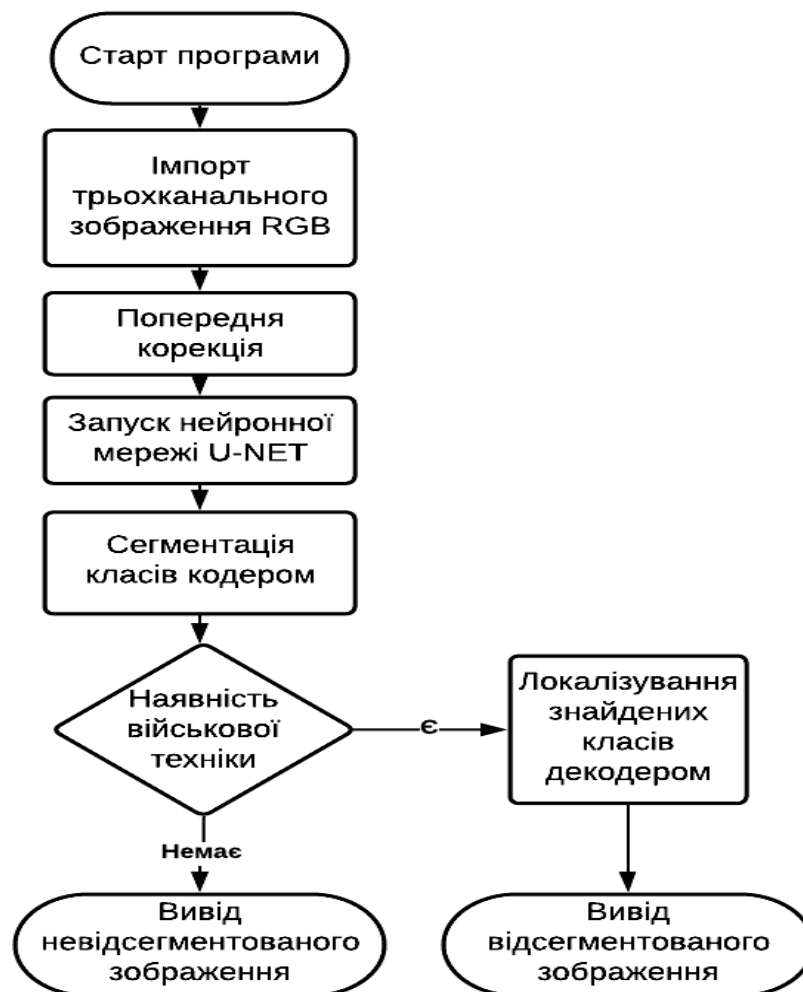 Старт програми
Імпорт
трьохканального
зображення RGB
Попередня
корекція
Запуск нейронної
мережі U-NET
Сегментація
класів кодером
Наявність
військової
техніки
є
Локалізування
знайдених
класів
декодером
Немає
Вивід
невідсегментованого
зображення
Вивід
відсегментованого
зображення